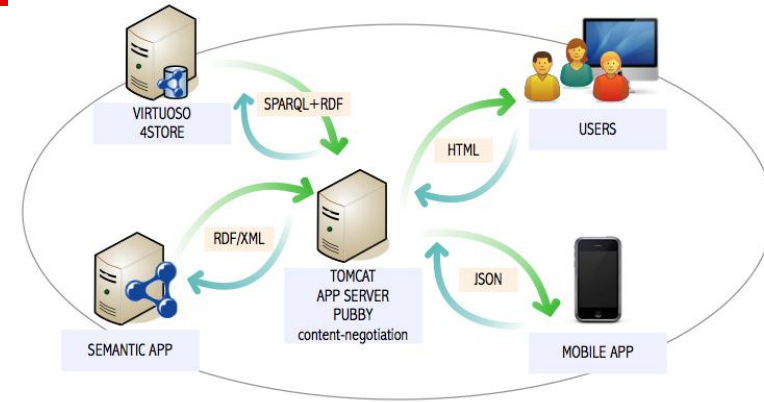 VIRTUOSO
4STORE
SPARQL+RDF
USERS
HTML
RDF/XML
TOMCAT
APP SERVER
PUBBY
content-negotiation
JSON
SEMANTIC APP
MOBILE APP